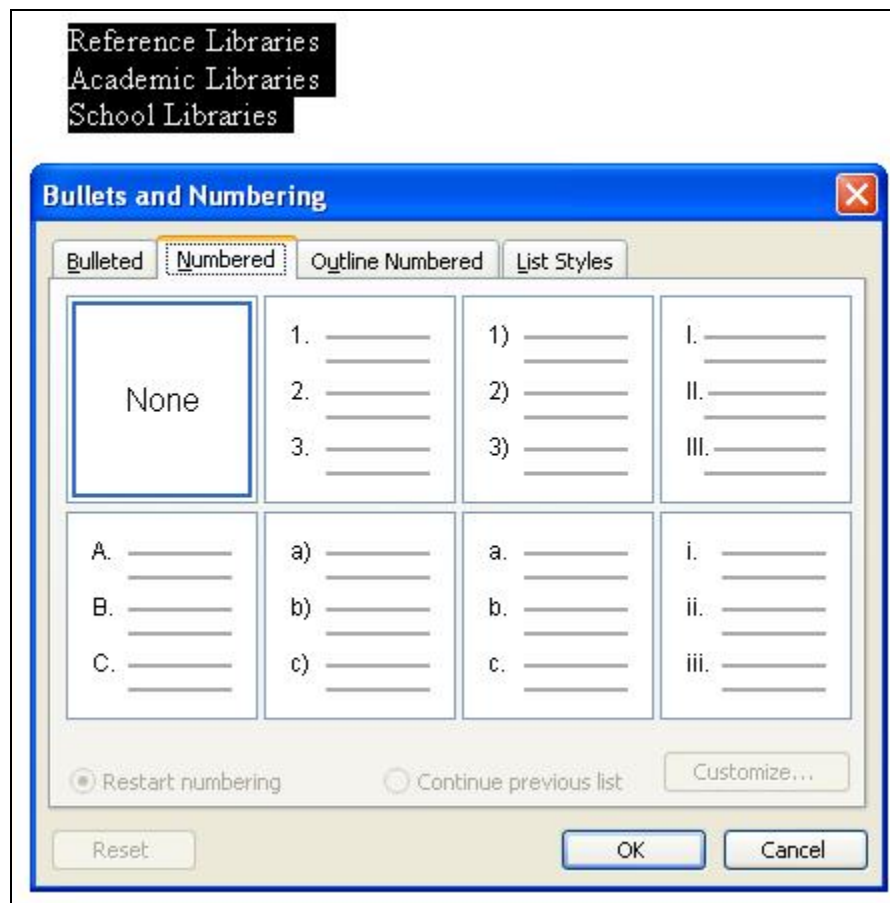 Reference Libraries
Academic Libraries
School Libraries
Bullets and Numbering
Bulleted Numbered Outline Numbered List Styles
None 1. 1) I.
2. 2) II.
3. 3) III.
A. a) a. i.
B. b) b. ii.
C. c) c. iii.
Restart numbering Continue previous list Customize...
Reset OK Cancel